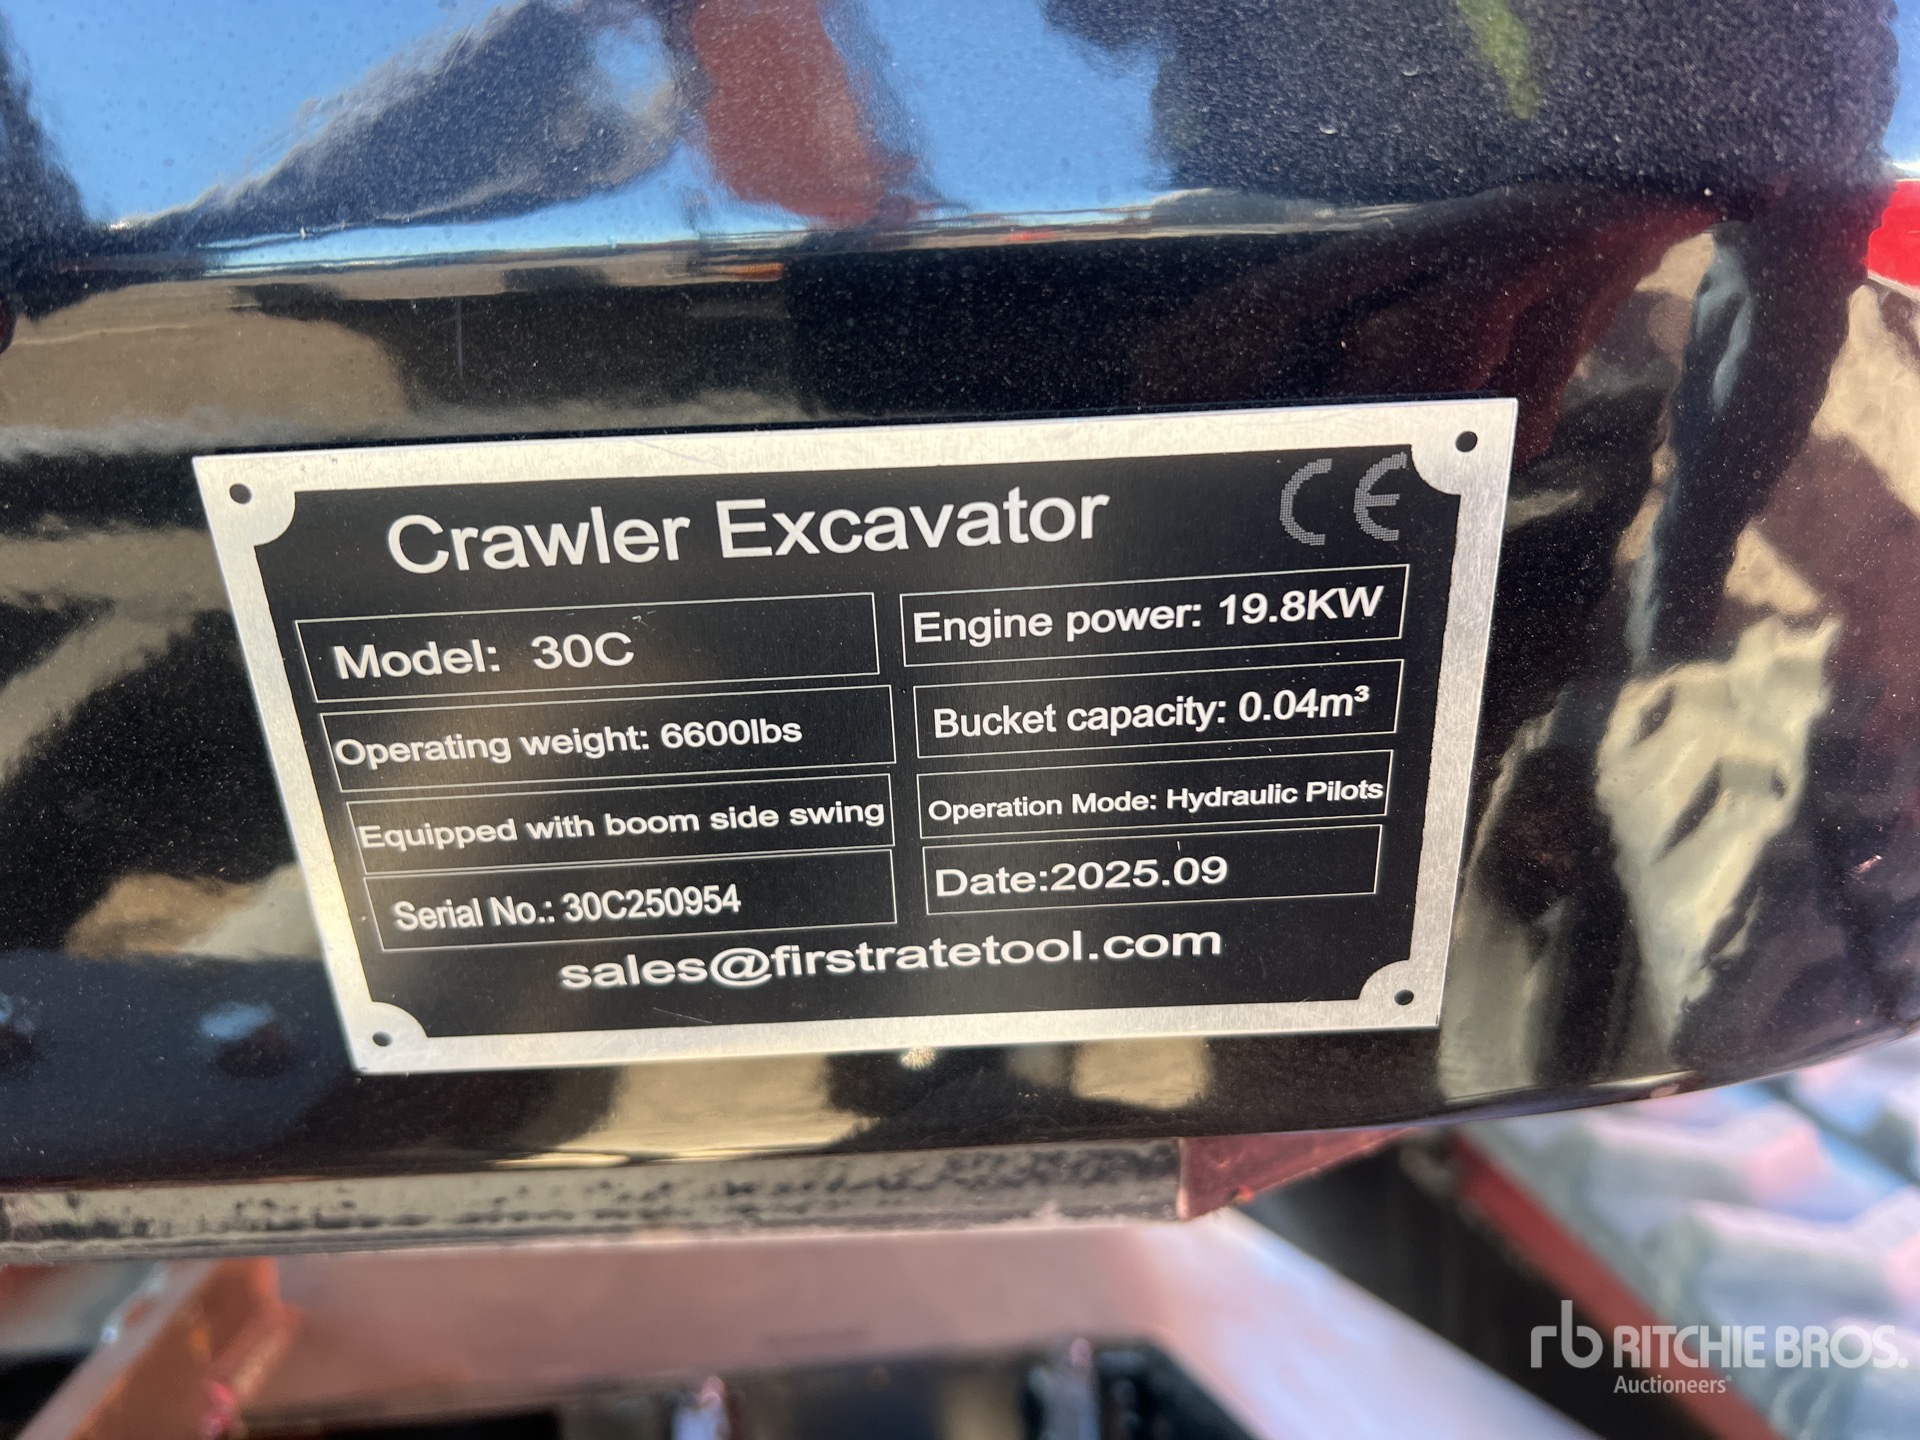 Crawler Excavator CE
Model: 30C
Engine power: 19.8KW
Operating weight: 6600lbs
Bucket capacity: 0.04m³
Equipped with boom side swing
Operation Mode: Hydraulic Pilots
Serial No.: 30C250954
Date:2025.09
sales@firstratetool.com
rb RITCHIE BROS.
Auctioneers